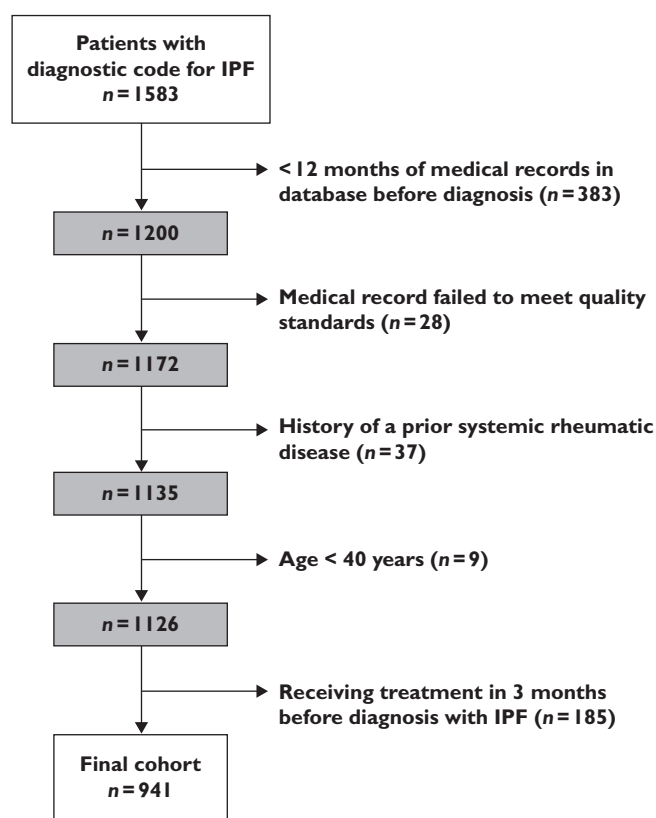 Patients with
diagnostic code for IPF
n=1583
<12 months of medical records in
database before diagnosis (n=383)
n=1200
Medical record failed to meet quality
standards (n=28)
n=1172
History of a prior systemic rheumatic
disease (n=37)
n=1135
Age < 40 years (n=9)
n=1126
Receiving treatment in 3 months
before diagnosis with IPF (n=185)
Final cohort
n=941